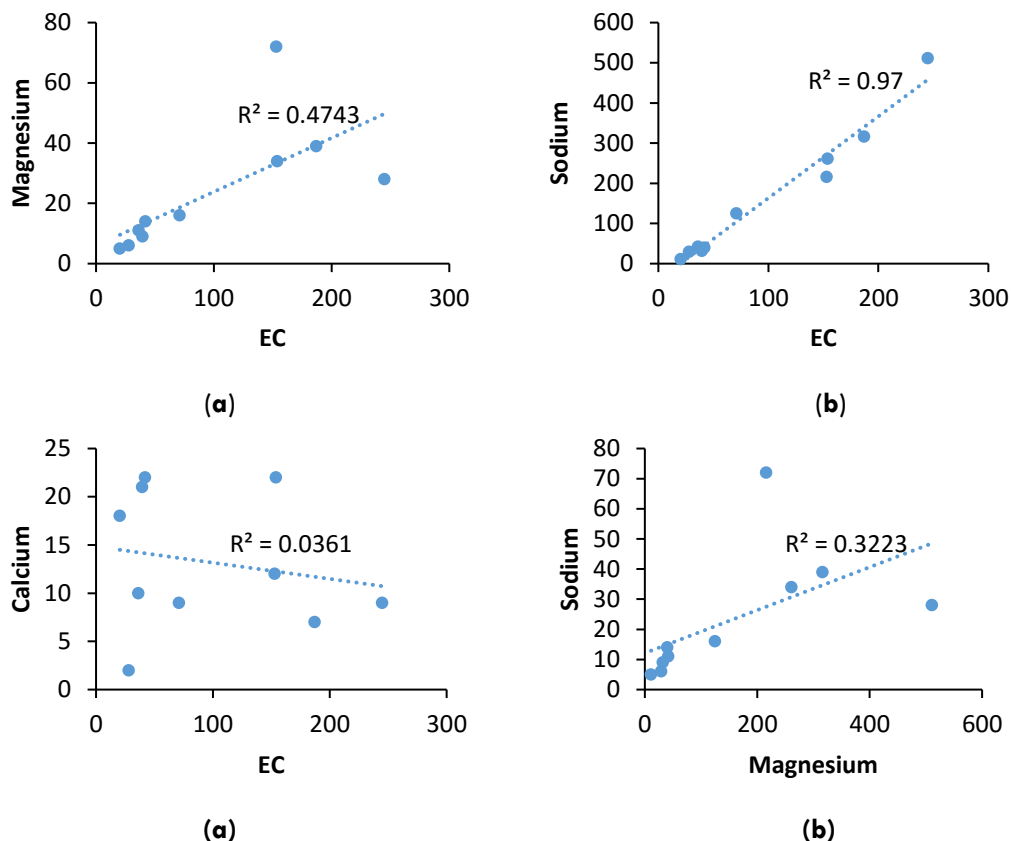 Magnesium
80
60
40
20
0
R² = 0.4743
0 100 200 300
EC
(a)
Sodium
600
500
400
300
200
100
0
R² = 0.97
0 100 200 300
EC
(b)
Calcium
25
20
15
10
5
0
R² = 0.0361
0 100 200 300
EC
(a)
Sodium
80
70
60
50
40
30
20
10
0
R² = 0.3223
0 200 400 600
Magnesium
(b)